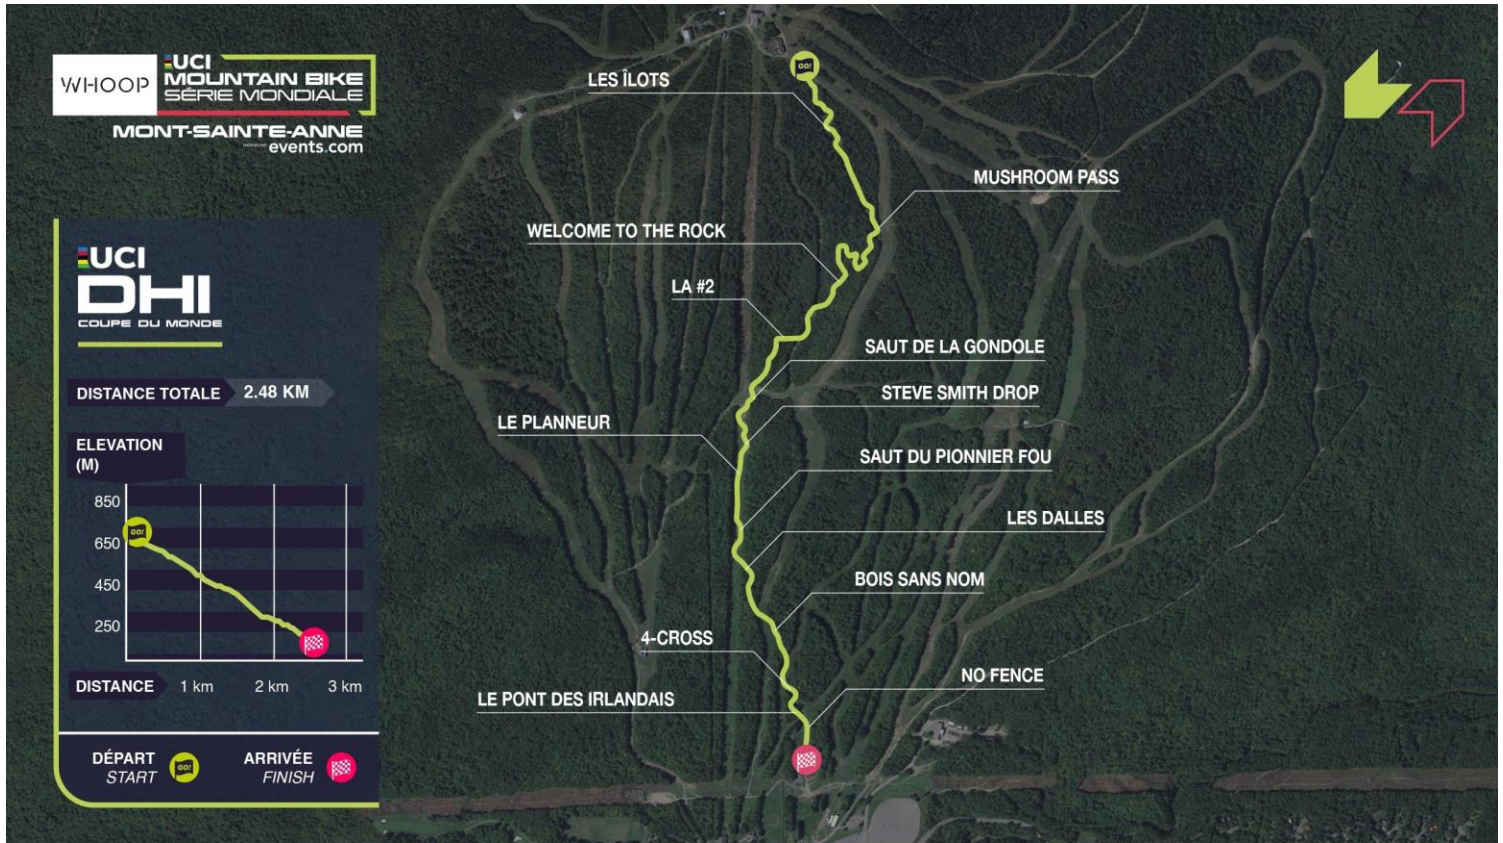 WHOOP
UCI
MOUNTAIN BIKE
SÉRIE MONDIALE
MONT-SAINTE-ANNE
events.com
UCI
DHI
COUPE DU MONDE
DISTANCE TOTALE 2.48 KM
ELEVATION
(M)
850
650
450
250
GO!
DISTANCE 1 km 2 km 3 km
DÉPART
START
GO!
ARRIVÉE
FINISH
GO!
LES ÎLOTS
MUSHROOM PASS
WELCOME TO THE ROCK
LA #2
SAUT DE LA GONDOLE
STEVE SMITH DROP
LE PLANNEUR
SAUT DU PIONNIER FOU
LES DALLES
BOIS SANS NOM
4-CROSS
NO FENCE
LE PONT DES IRLANDAIS